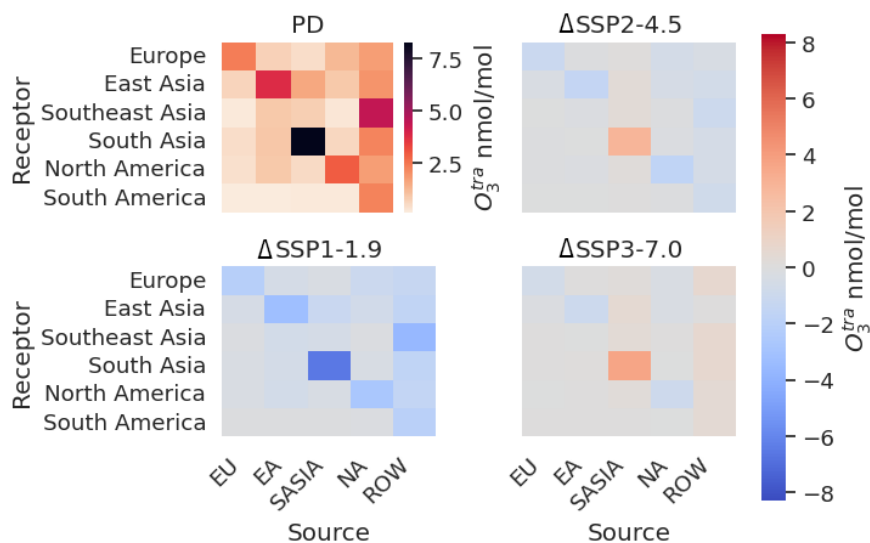 PD
ΔSSP2-4.5
Receptor
Europe
East Asia
Southeast Asia
South Asia
North America
South America
7.5
5.0
2.5
O₃ᵗʳᵃ nmol/mol
ΔSSP1-1.9
ΔSSP3-7.0
Receptor
Europe
East Asia
Southeast Asia
South Asia
North America
South America
EU
EA
SASIA
NA
ROW
Source
EU
EA
SASIA
NA
ROW
Source
8
6
4
2
0
−2
−4
−6
−8
O₃ᵗʳᵃ nmol/mol